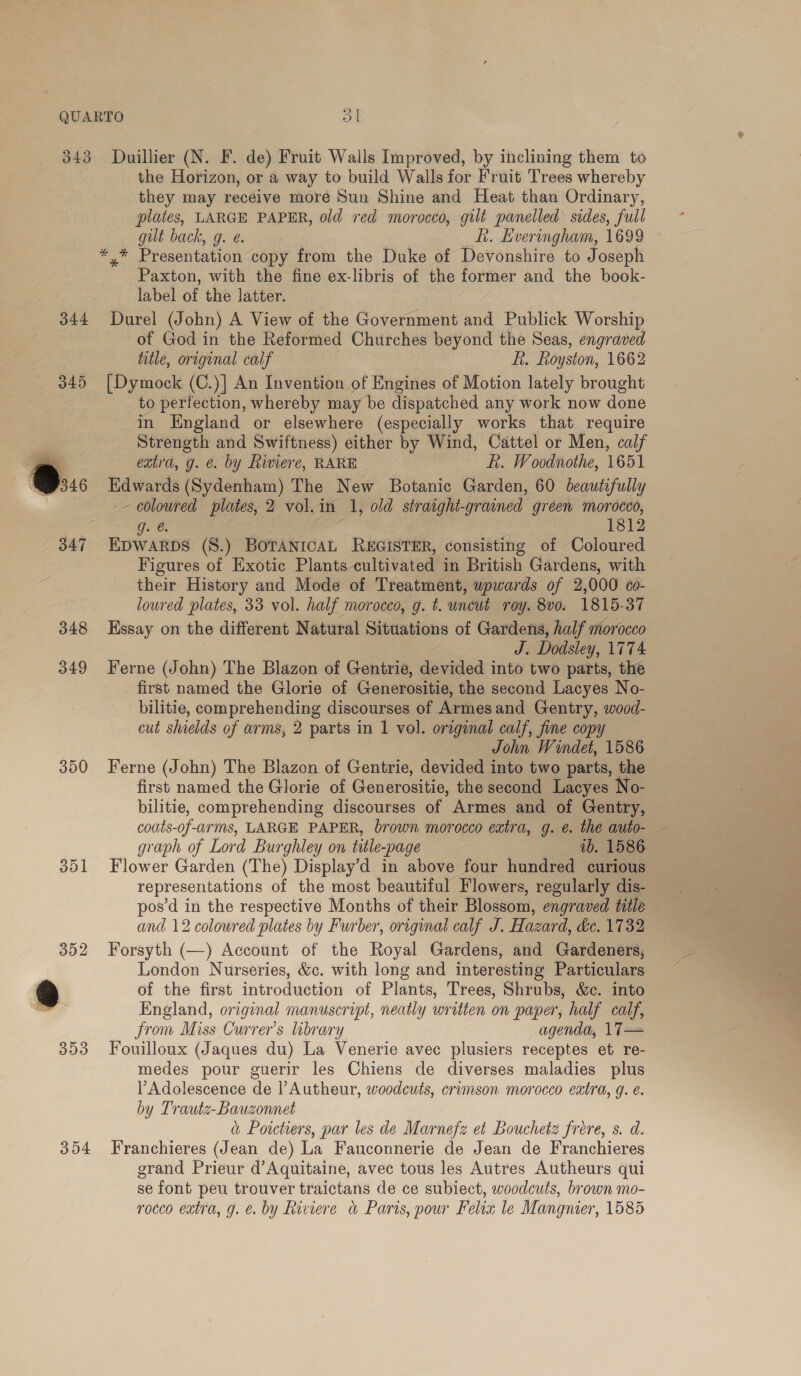 QUARTO 31
343 Duillier (N. F. de) Fruit Walls Improved, by inclining them to
the Horizon, or a way to build Walls for Fruit Trees whereby
they may receive more Sun Shine and Heat than Ordinary,
plates, LARGE PAPER, old red morocco, gilt panelled sides, full
gilt back, g. e. R. Everingham, 1699
*** Presentation copy from the Duke of Devonshire to Joseph
Paxton, with the fine ex-libris of the former and the book-
label of the latter.
344 Durel (John) A View of the Government and Publick Worship
of God in the Reformed Churches beyond the Seas, engraved
title, original calf R. Royston, 1662
345 [Dymock (C.)] An Invention of Engines of Motion lately brought
to perfection, whereby may be dispatched any work now done
in England or elsewhere (especially works that require
Strength and Swiftness) either by Wind, Cattel or Men, calf
extra, g. e. by Riviere, RARE R. Woodnothe, 1651
346 Edwards (Sydenham) The New Botanic Garden, 60 beautifully
coloured plates, 2 vol. in 1, old straight-grained green morocco,
g. e. 1812
347 EDWARDS (S.) BOTANICAL REGISTER, consisting of Coloured
Figures of Exotic Plants cultivated in British Gardens, with
their History and Mode of Treatment, upwards of 2,000 co-
loured plates, 33 vol. half morocco, g. t. uncut roy. 8vo. 1815-37
348 Essay on the different Natural Situations of Gardens, half morocco
J. Dodsley, 1774
349 Ferne (John) The Blazon of Gentrie, devided into two parts, the
first named the Glorie of Generositie, the second Lacyes No-
bilitie, comprehending discourses of Armes and Gentry, wood-
cut shields of arms, 2 parts in 1 vol. original calf, fine copy
John Windet, 1586
350 Ferne (John) The Blazon of Gentrie, devided into two parts, the
first named the Glorie of Generositie, the second Lacyes No-
bilitie, comprehending discourses of Armes and of Gentry,
coats-of-arms, LARGE PAPER, brown morocco extra, g. e. the auto-
graph of Lord Burghley on title-page ib. 1586
351 Flower Garden (The) Display'd in above four hundred curious
representations of the most beautiful Flowers, regularly dis-
pos'd in the respective Months of their Blossom, engraved title
and 12 coloured plates by Furber, original calf J. Hazard, &c. 1732
352 Forsyth (—) Account of the Royal Gardens, and Gardeners,
London Nurseries, &c. with long and interesting Particulars
of the first introduction of Plants, Trees, Shrubs, &c. into
England, original manuscript, neatly written on paper, half calf,
from Miss Currer's library agenda, 17—
353 Fouilloux (Jaques du) La Venerie avec plusiers receptes et re-
medes pour guerir les Chiens de diverses maladies plus
l'Adolescence de l'Autheur, woodcuts, crimson morocco extra, g. e.
by Trautz-Bauzonnet
à Poictiers, par les de Marnefz et Bouchetz frère, s. d.
354 Franchieres (Jean de) La Fauconnerie de Jean de Franchieres
grand Prieur d'Aquitaine, avec tous les Autres Autheurs qui
se font peu trouver traictans de ce subiect, woodcuts, brown mo-
rocco extra, g. e. by Riviere à Paris, pour Felix le Mangnier, 1585